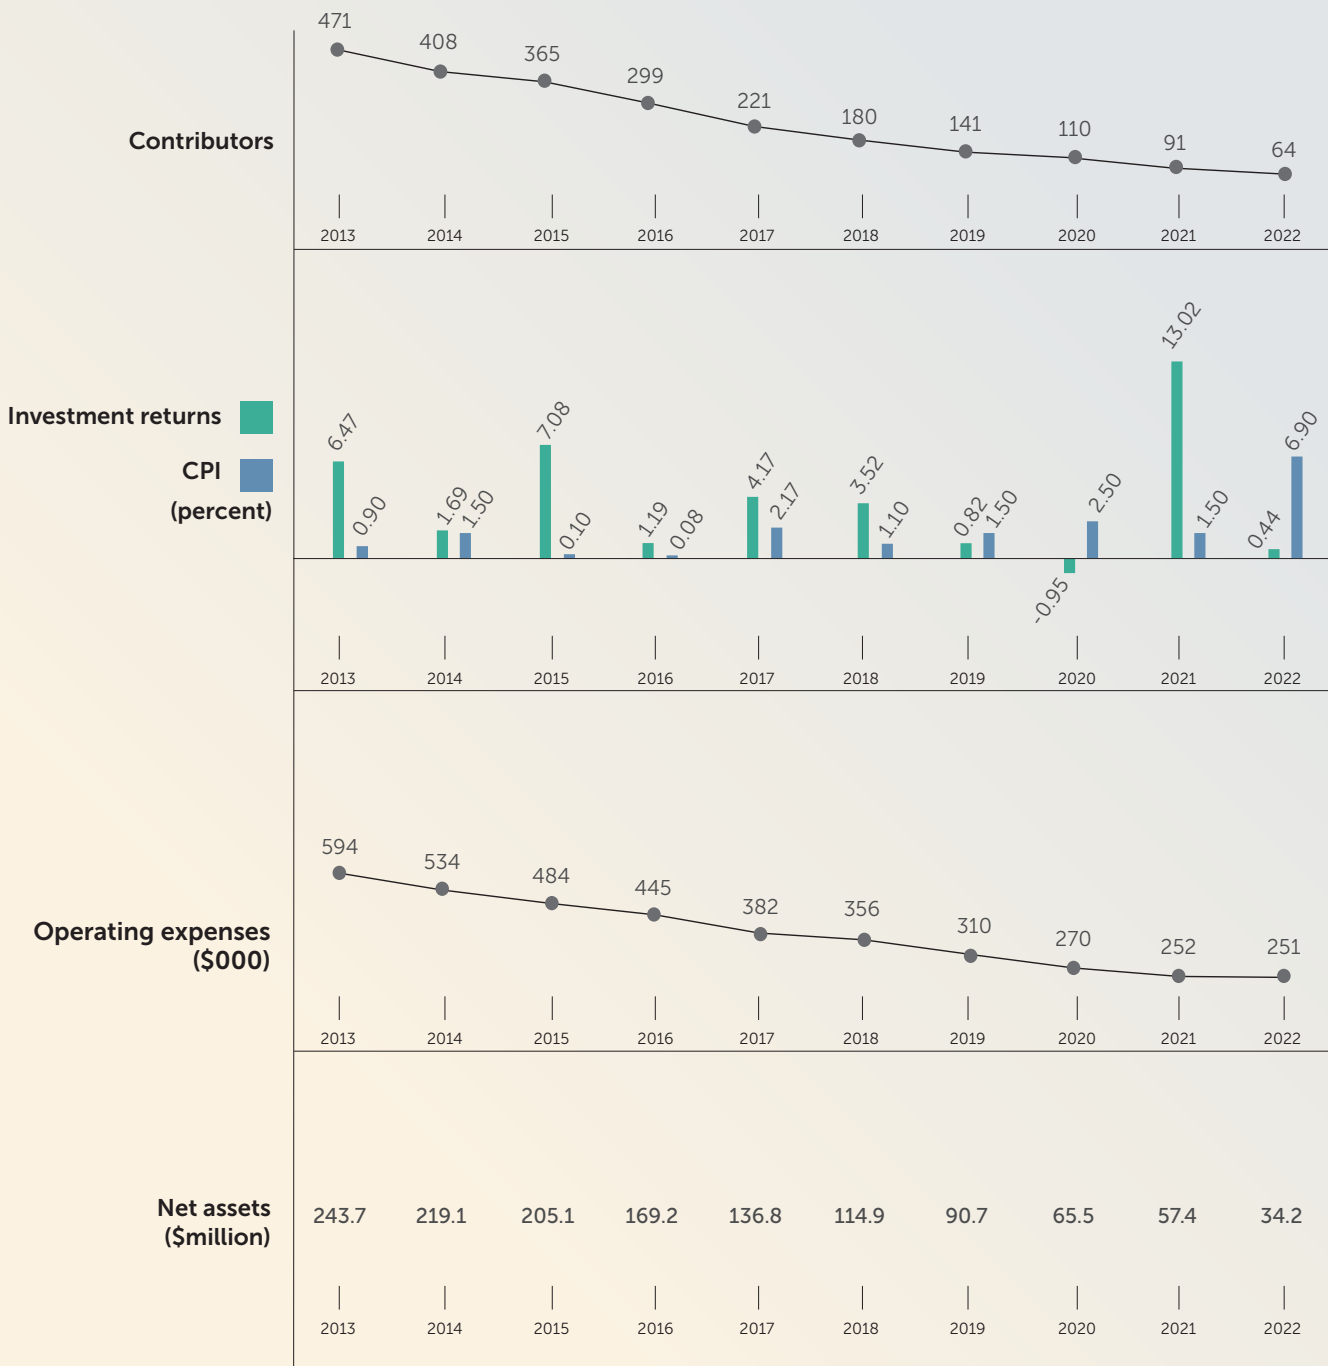 471 408 365 299 221 180 141 110 91 64
Contributors
2013 2014 2015 2016 2017 2018 2019 2020 2021 2022
Investment returns
CPI
(percent)
6.47 0.90 1.69 1.50 7.08 0.10 1.19 0.08 4.17 2.17 3.52 1.10 0.82 1.50 -0.95 2.50 13.02 1.50 0.44 6.90
2013 2014 2015 2016 2017 2018 2019 2020 2021 2022
594 534 484 445 382 356 310 270 252 251
Operating expenses
($000)
2013 2014 2015 2016 2017 2018 2019 2020 2021 2022
Net assets
($million)
243.7 219.1 205.1 169.2 136.8 114.9 90.7 65.5 57.4 34.2
2013 2014 2015 2016 2017 2018 2019 2020 2021 2022